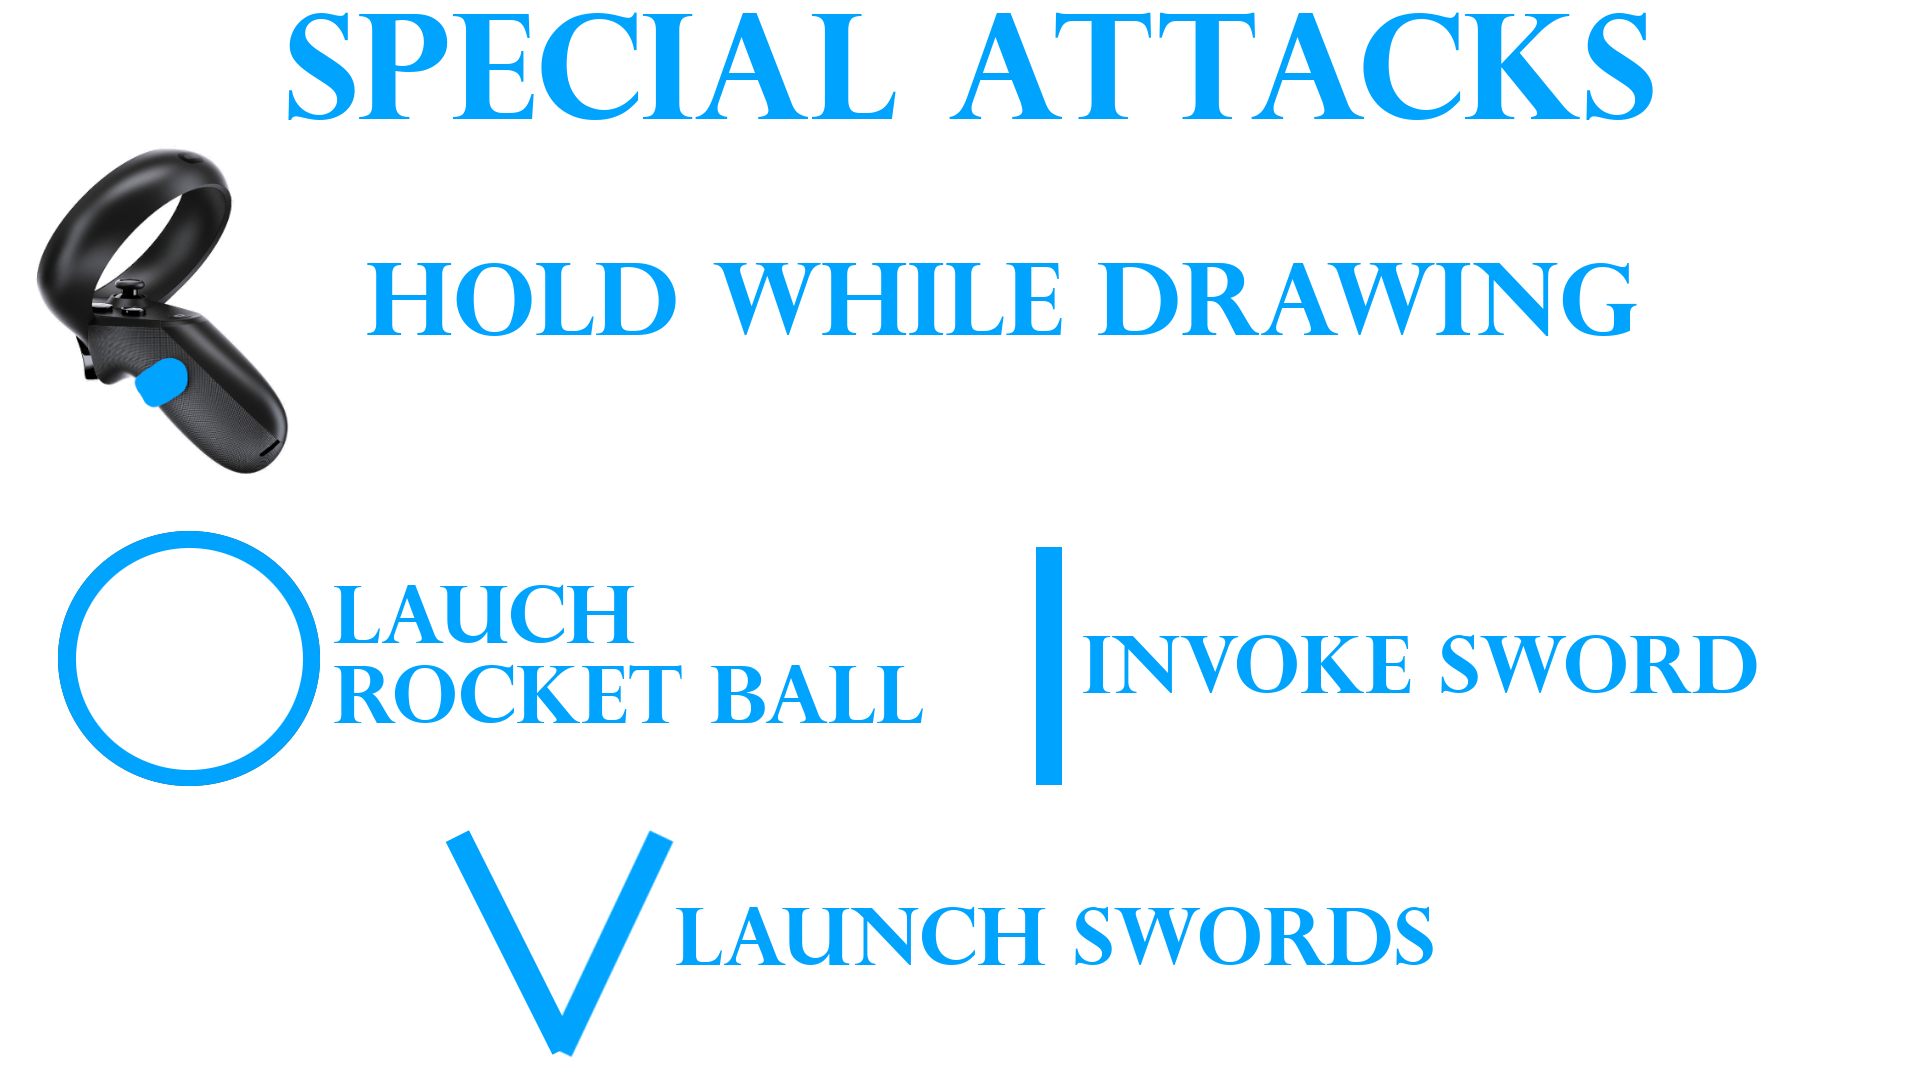 SPECIAL ATTACKS
HOLD WHILE DRAWING
LAUCH
ROCKET BALL
INVOKE SWORD
LAUNCH SWORDS